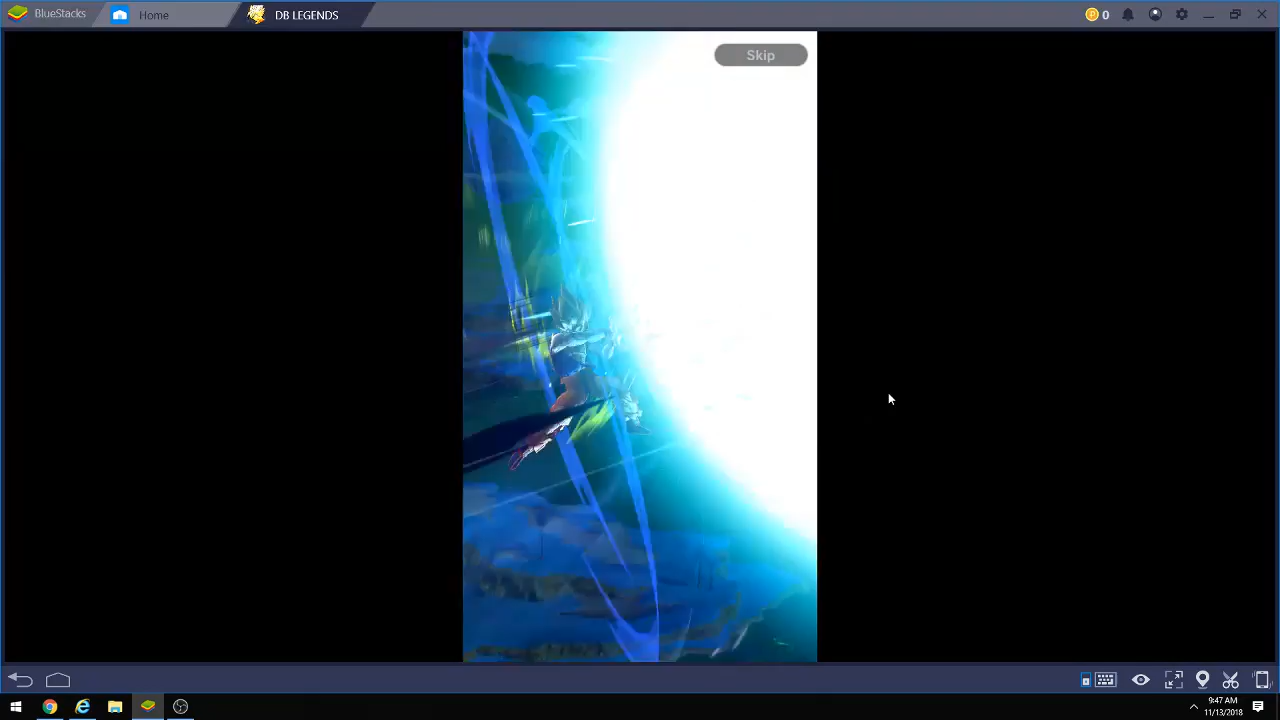 BlueStacks
Home
DB LEGENDS
0
Skip
9:47 AM
11/13/2018